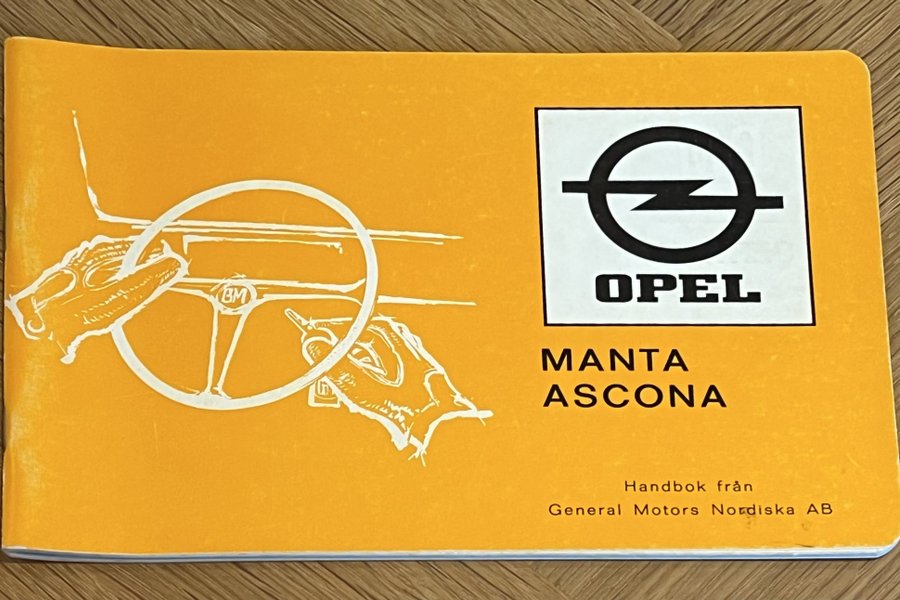 OPEL
MANTA
ASCONA
Handbok från
General Motors Nordiska AB